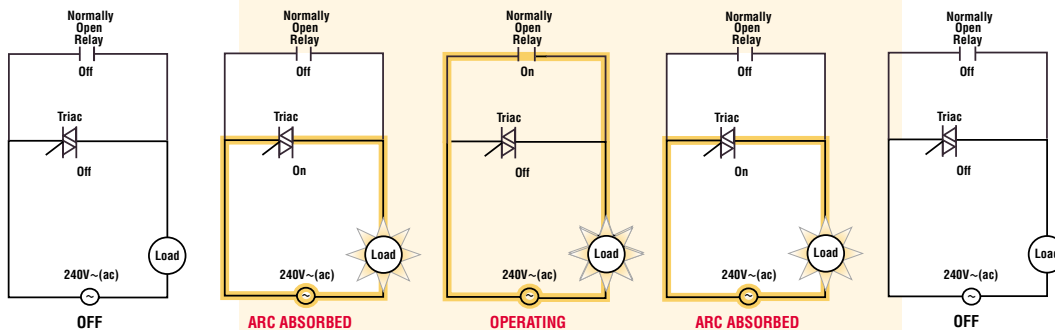 Normally
Open
Relay
Off
Triac
Off
Load
240V~(ac)
~
OFF
Normally
Open
Relay
Off
Triac
On
Load
240V~(ac)
~
ARC ABSORBED
Normally
Open
Relay
On
Triac
Off
Load
240V~(ac)
~
OPERATING
Normally
Open
Relay
Off
Triac
On
Load
240V~(ac)
~
ARC ABSORBED
Normally
Open
Relay
Off
Triac
Off
Load
240V~(ac)
~
OFF